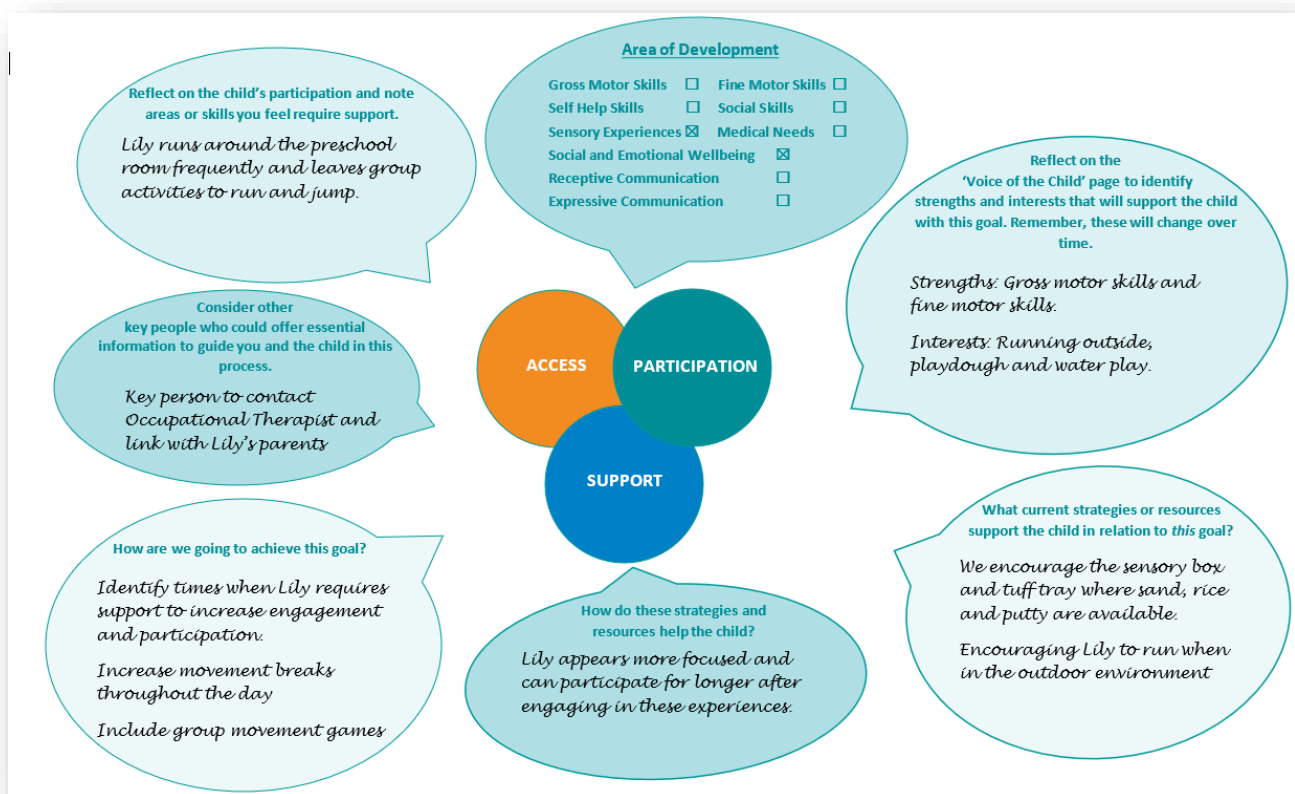 Reflect on the child's participation and note
areas or skills you feel require support.
Lily runs around the preschool
room frequently and leaves group
activities to run and jump.
Area of Development
Gross Motor Skills ☐ Fine Motor Skills ☐
Self Help Skills ☐ Social Skills ☐
Sensory Experiences ☒ Medical Needs ☐
Social and Emotional Wellbeing ☒
Receptive Communication ☐
Expressive Communication ☐
Reflect on the
'Voice of the Child' page to identify
strengths and interests that will support the child
with this goal. Remember, these will change over
time.
Strengths: Gross motor skills and
fine motor skills.
Interests: Running outside,
playdough and water play.
Consider other
key people who could offer essential
information to guide you and the child in this
process.
Key person to contact
Occupational Therapist and
link with Lily's parents
ACCESS
PARTICIPATION
SUPPORT
How are we going to achieve this goal?
Identify times when Lily requires
support to increase engagement
and participation.
Increase movement breaks
throughout the day
Include group movement games
How do these strategies and
resources help the child?
Lily appears more focused and
can participate for longer after
engaging in these experiences.
What current strategies or resources
support the child in relation to this goal?
We encourage the sensory box
and tuff tray where sand, rice
and putty are available.
Encouraging Lily to run when
in the outdoor environment